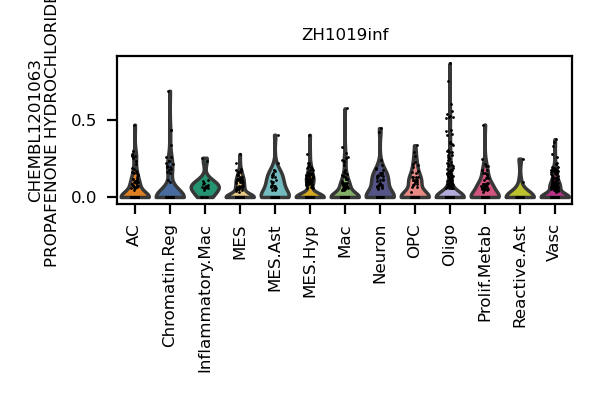 ZH1019inf
CHEMBL1201063
PROPAFENONE HYDROCHLORIDE
0.5
0.0
AC
Chromatin.Reg
Inflammatory.Mac
MES
MES.Ast
MES.Hyp
Mac
Neuron
OPC
Oligo
Prolif.Metab
Reactive.Ast
Vasc